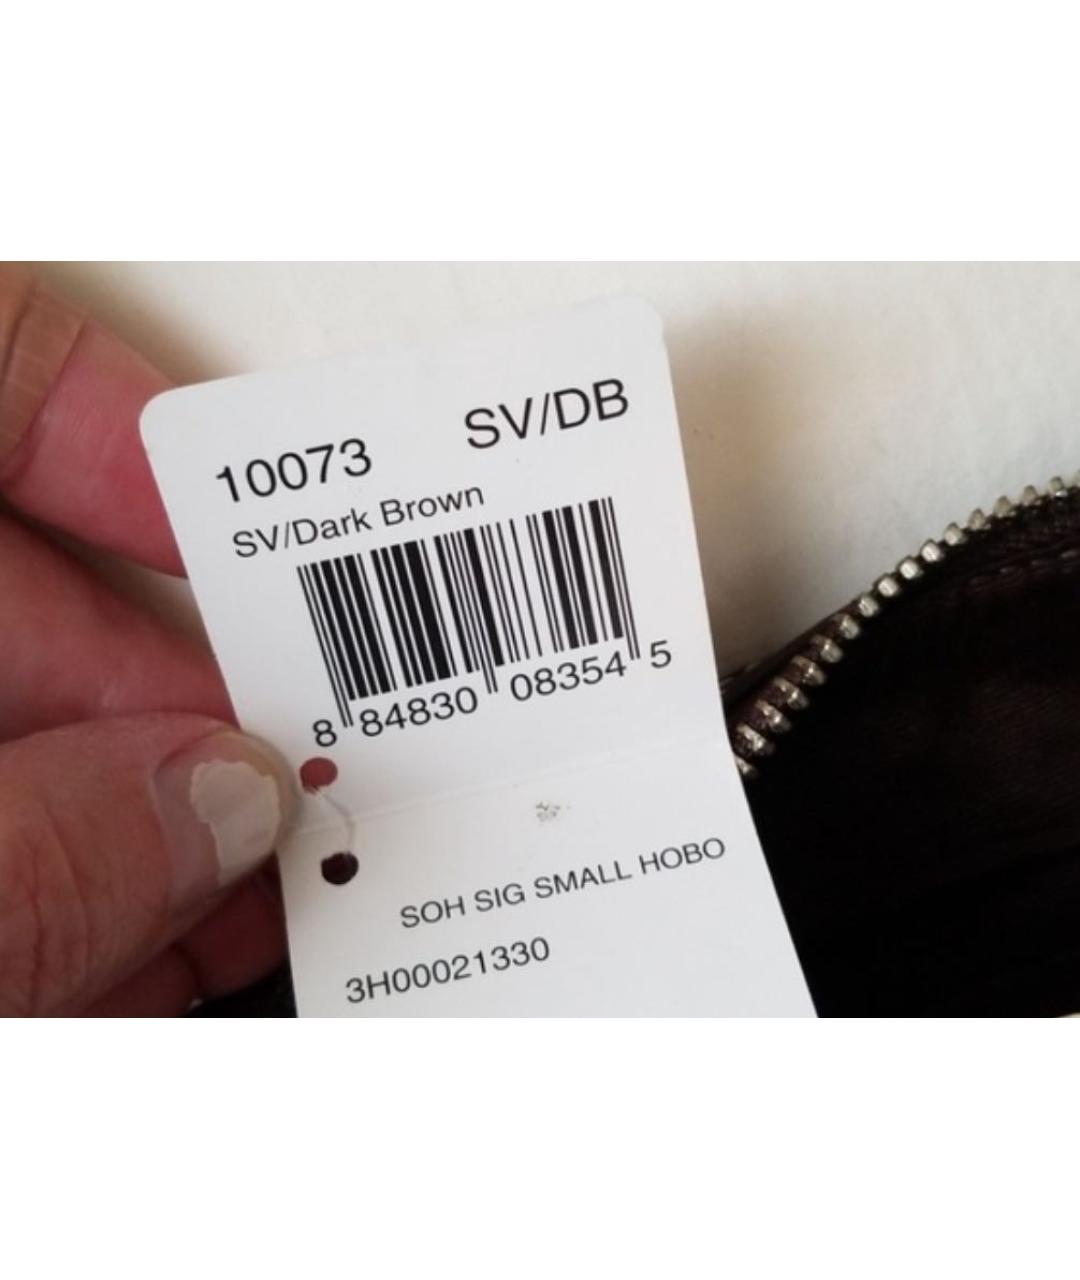 10073 SV/DB
SV/Dark Brown
8 84830 08354 5
SOH SIG SMALL HOBO
3H00021330